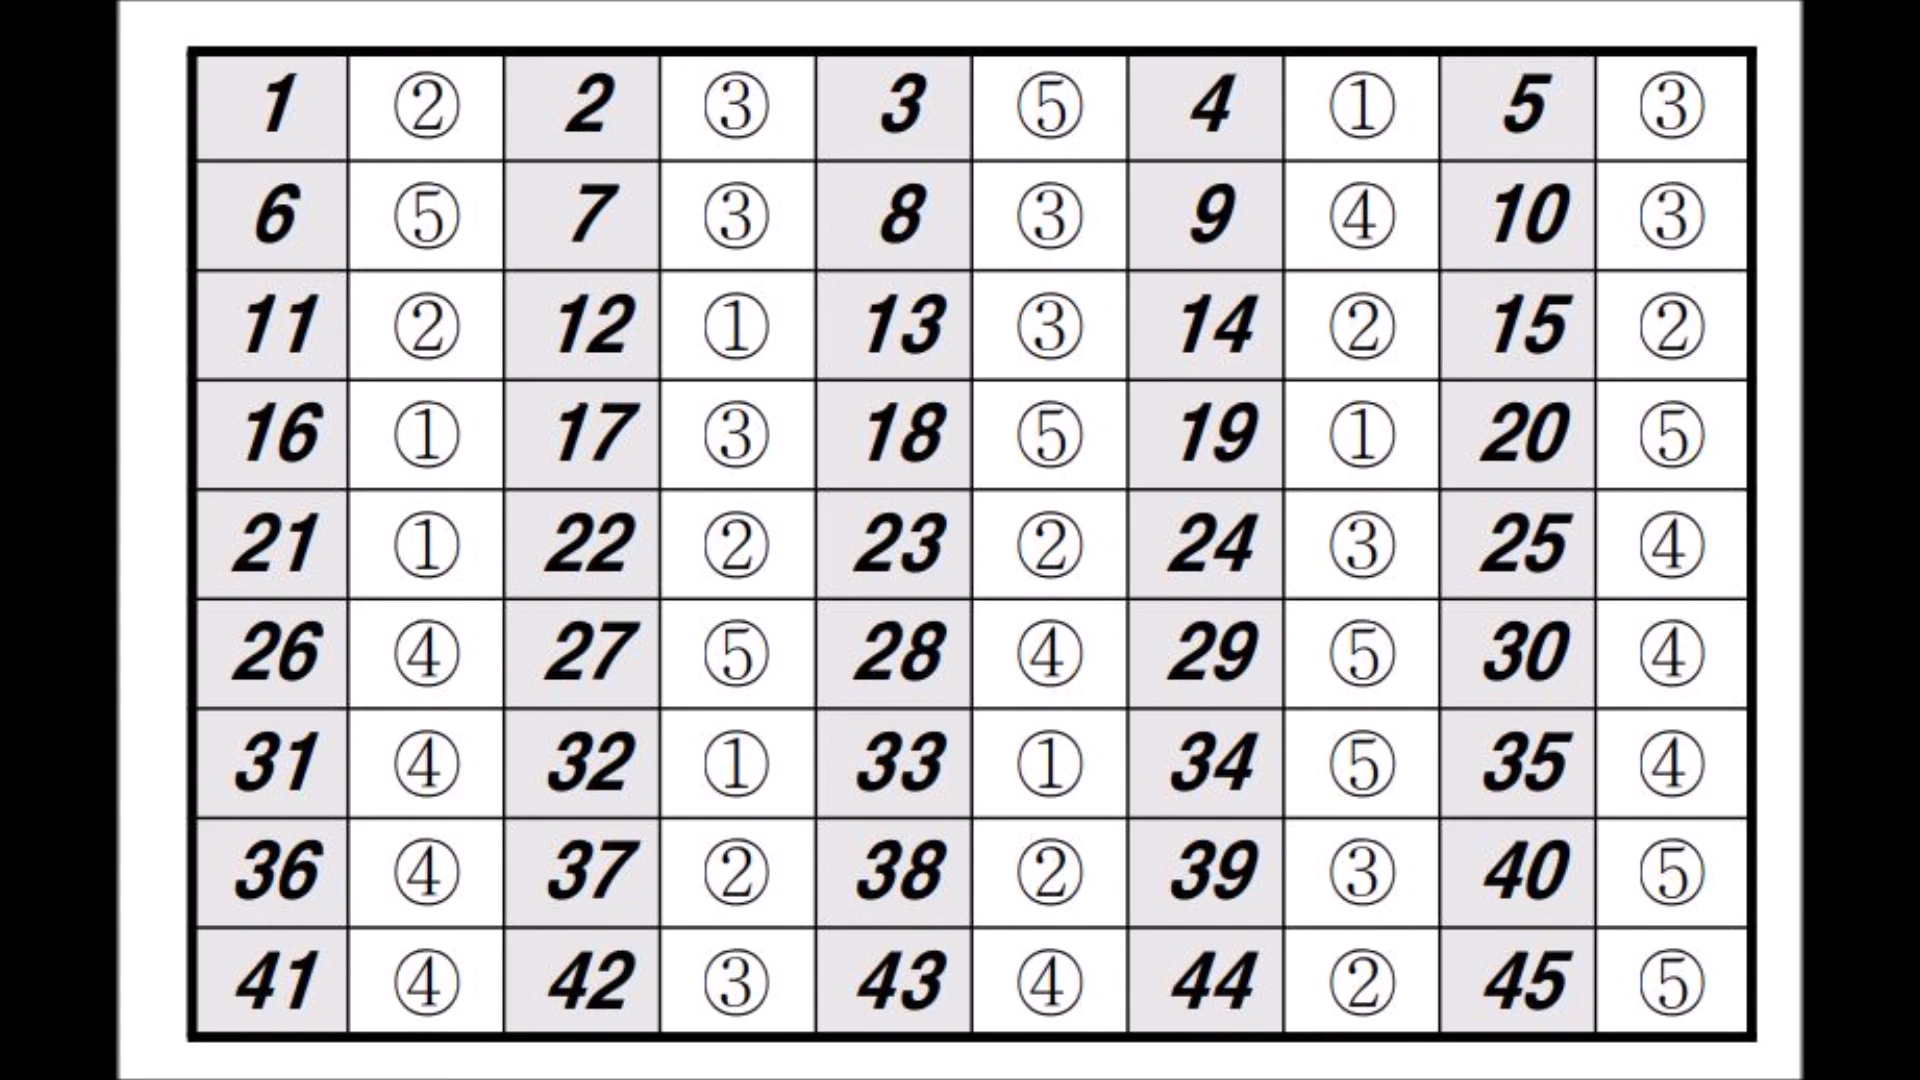 1 ② 2 ③ 3 ⑤ 4 ① 5 ③
6 ⑤ 7 ③ 8 ③ 9 ④ 10 ③
11 ② 12 ① 13 ③ 14 ② 15 ②
16 ① 17 ③ 18 ⑤ 19 ① 20 ⑤
21 ① 22 ② 23 ② 24 ③ 25 ④
26 ④ 27 ⑤ 28 ④ 29 ⑤ 30 ④
31 ④ 32 ① 33 ① 34 ⑤ 35 ④
36 ④ 37 ② 38 ② 39 ③ 40 ⑤
41 ④ 42 ③ 43 ④ 44 ② 45 ⑤